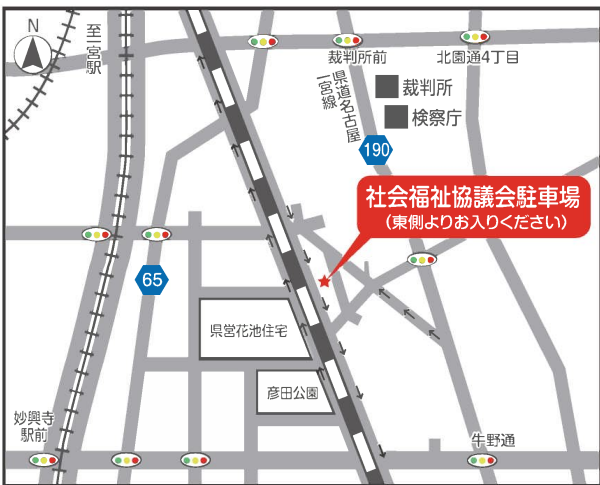 N
至一宮駅
裁判所前
北園通4丁目
県道名古屋
一宮線
裁判所
検察庁
190
社会福祉協議会駐車場
（東側よりお入りください）
65
県営花池住宅
彦田公園
妙興寺
駅前
牛野通